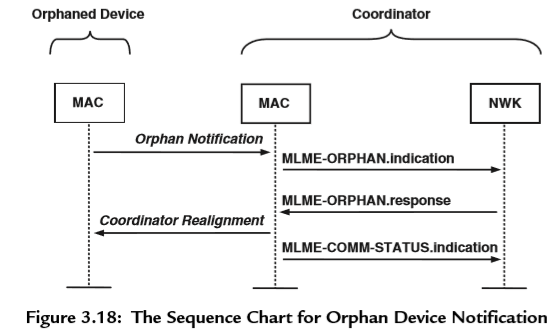 Orphaned Device
Coordinator
MAC
MAC
NWK
Orphan Notification
MLME-ORPHAN.indication
MLME-ORPHAN.response
Coordinator Realignment
MLME-COMM-STATUS.indication
Figure 3.18: The Sequence Chart for Orphan Device Notification